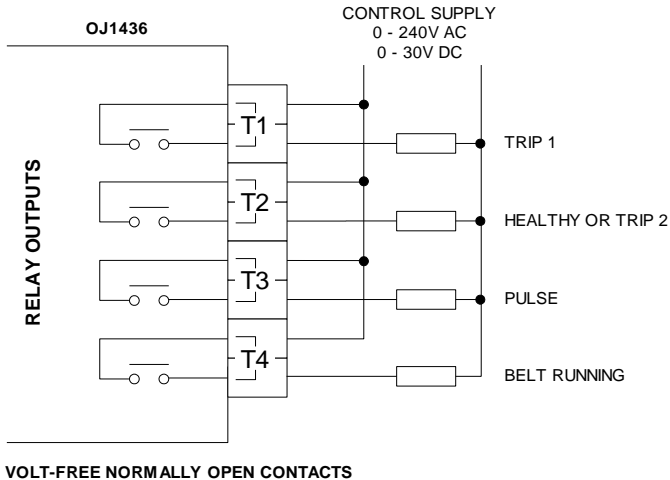 OJ1436
CONTROL SUPPLY
0 - 240V AC
0 - 30V DC
RELAY OUTPUTS
T1
TRIP 1
T2
HEALTHY OR TRIP 2
T3
PULSE
T4
BELT RUNNING
VOLT-FREE NORMALLY OPEN CONTACTS